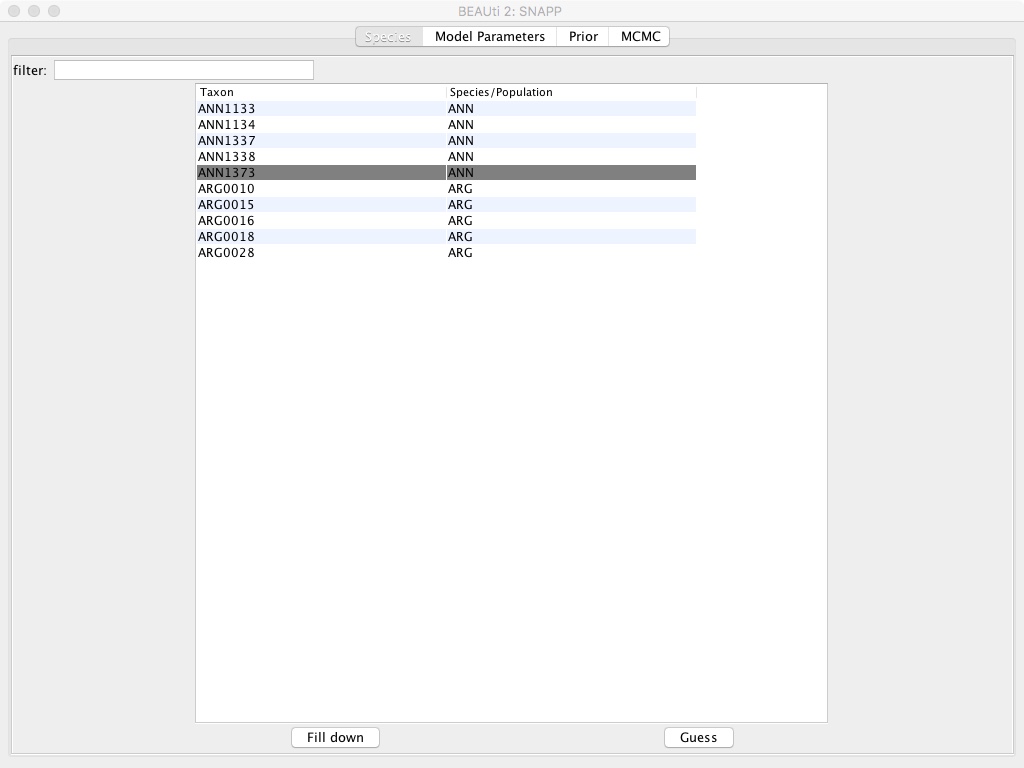 BEAUti 2: SNAPP
Species Model Parameters Prior MCMC
filter:
Taxon Species/Population
ANN1133 ANN
ANN1134 ANN
ANN1337 ANN
ANN1338 ANN
ANN1373 ANN
ARG0010 ARG
ARG0015 ARG
ARG0016 ARG
ARG0018 ARG
ARG0028 ARG
Fill down Guess